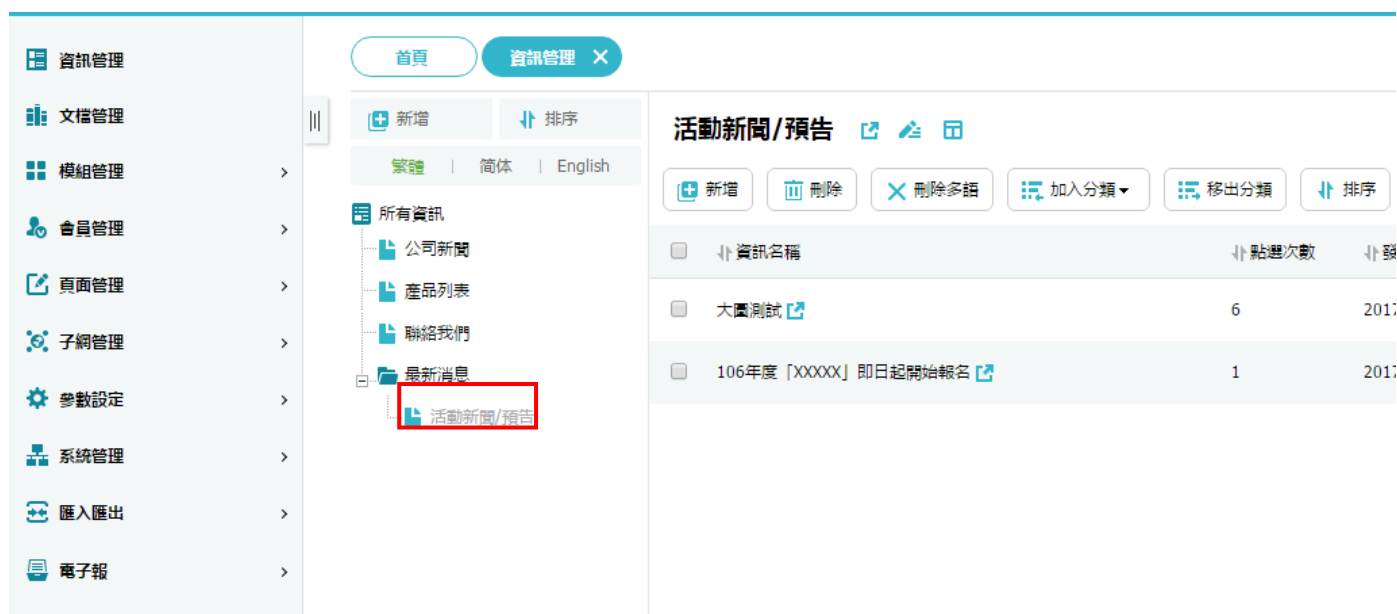 資訊管理
文檔管理
模組管理
會員管理
頁面管理
子網管理
參數設定
系統管理
匯入匯出
電子報
首頁 資訊管理
新增 排序
繁體 | 简体 | English
所有資訊
公司新聞
產品列表
聯絡我們
最新消息
活動新聞/預告
活動新聞/預告
新增 刪除 刪除多語 加入分類 移出分類 排序
資訊名稱 點選次數 發
大圖測試 6 2017
106年度「XXXXX」即日起開始報名 1 2017